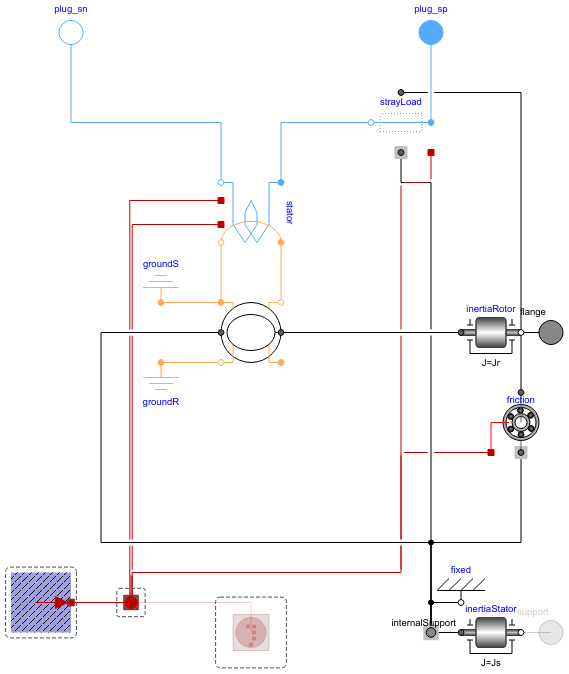 plug_sn
plug_sp
strayLoad
stator
groundS
inertiaRotor
flange
J=Jr
groundR
friction
fixed
inertiaStator
support
internalSupport
J=Js